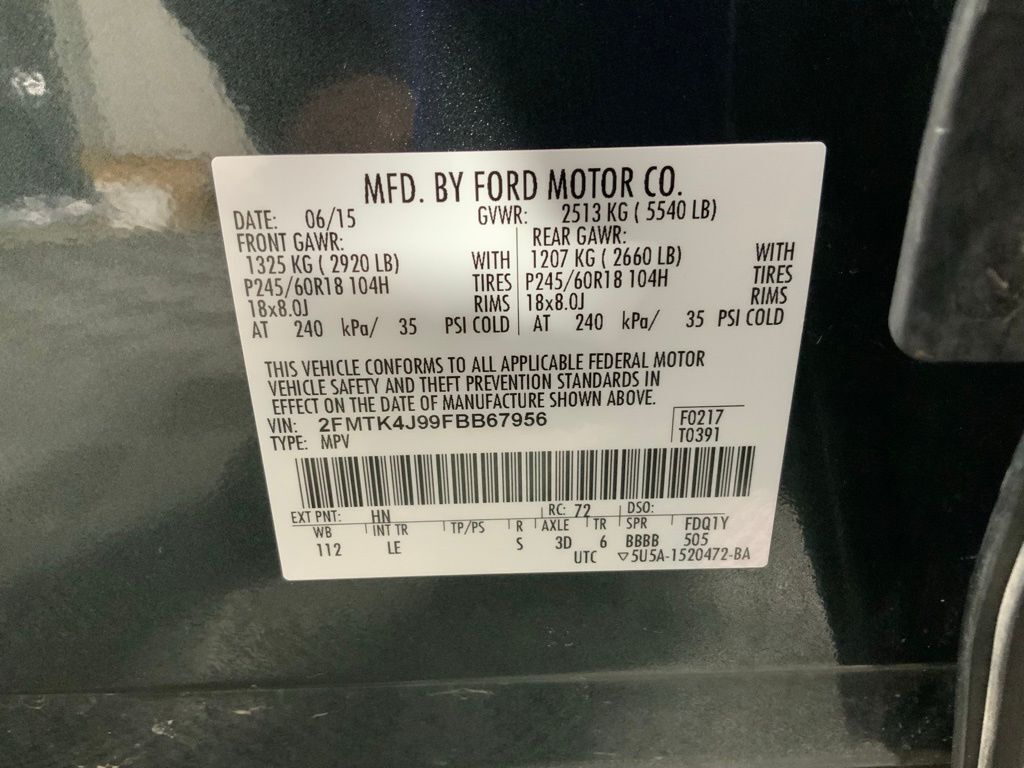 MFD. BY FORD MOTOR CO.
DATE: 06/15 GVWR: 2513 KG ( 5540 LB)
FRONT GAWR: REAR GAWR:
1325 KG ( 2920 LB) WITH 1207 KG ( 2660 LB) WITH
P245/60R18 104H TIRES P245/60R18 104H TIRES
18x8.0J RIMS 18x8.0J RIMS
AT 240 kPa/ 35 PSI COLD AT 240 kPa/ 35 PSI COLD
THIS VEHICLE CONFORMS TO ALL APPLICABLE FEDERAL MOTOR
VEHICLE SAFETY AND THEFT PREVENTION STANDARDS IN
EFFECT ON THE DATE OF MANUFACTURE SHOWN ABOVE.
VIN: 2FMTK4J99FBB67956 F0217
TYPE: MPV T0391
EXT PNT: HN RC: 72 DSO:
WB INT TR TP/PS R AXLE TR SPR FDQ1Y
112 LE S 3D 6 BBBB 505
UTC ▽5U5A-1520472-BA